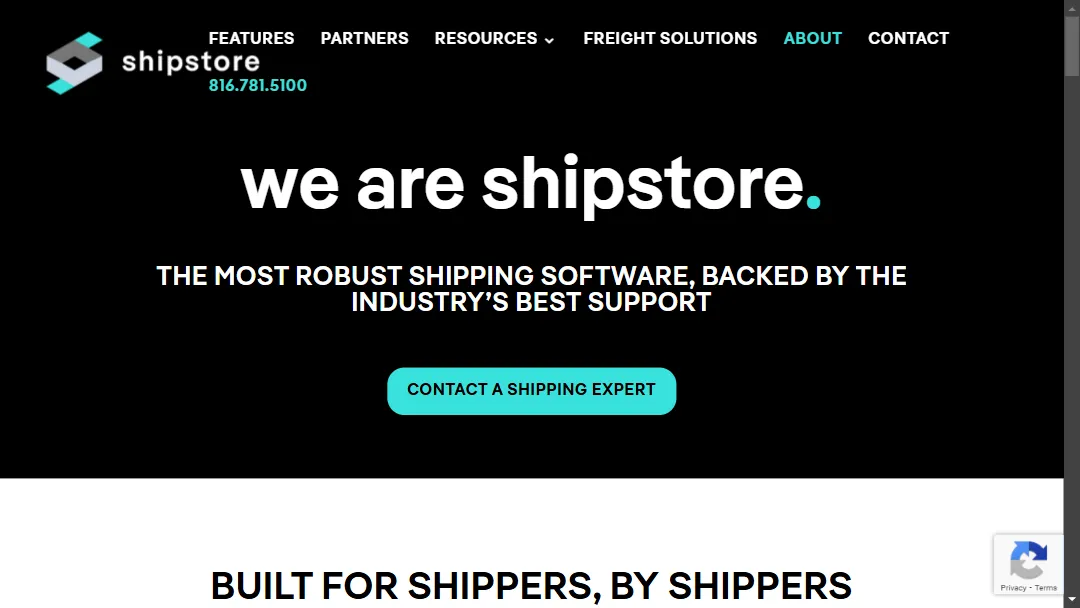 FEATURES PARTNERS RESOURCES FREIGHT SOLUTIONS ABOUT CONTACT
shipstore
816.781.5100
we are shipstore.
THE MOST ROBUST SHIPPING SOFTWARE, BACKED BY THE
INDUSTRY’S BEST SUPPORT
CONTACT A SHIPPING EXPERT
BUILT FOR SHIPPERS, BY SHIPPERS
Privacy - Terms